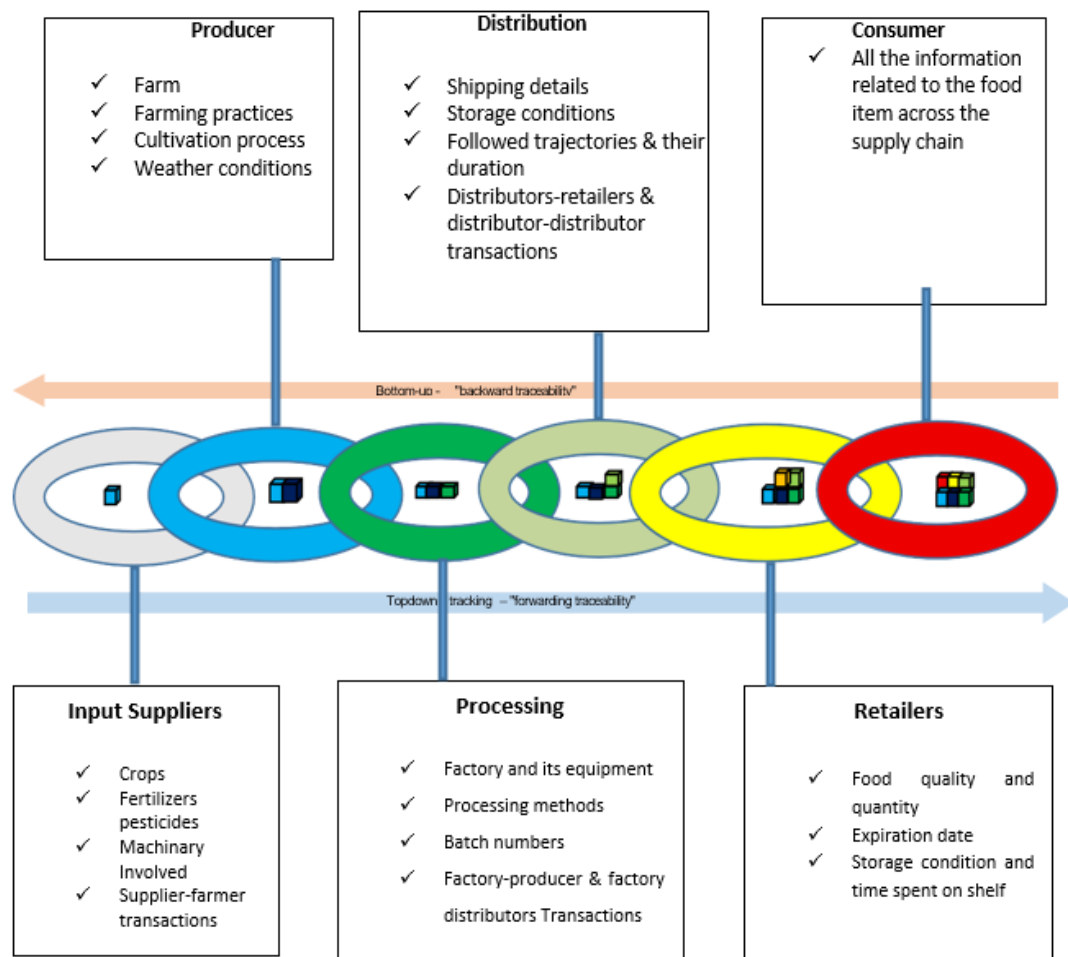 Producer
✓ Farm
✓ Farming practices
✓ Cultivation process
✓ Weather conditions
Distribution
✓ Shipping details
✓ Storage conditions
✓ Followed trajectories & their
duration
✓ Distributors-retailers &
distributor-distributor
transactions
Consumer
✓ All the information
related to the food
item across the
supply chain
Bottom-up - "backward traceability"
Topdown tracking – "forwarding traceability"
Input Suppliers
✓ Crops
✓ Fertilizers
pesticides
✓ Machinary
Involved
✓ Supplier-farmer
transactions
Processing
✓ Factory and its equipment
✓ Processing methods
✓ Batch numbers
✓ Factory-producer & factory
distributors Transactions
Retailers
✓ Food quality and
quantity
✓ Expiration date
✓ Storage condition and
time spent on shelf